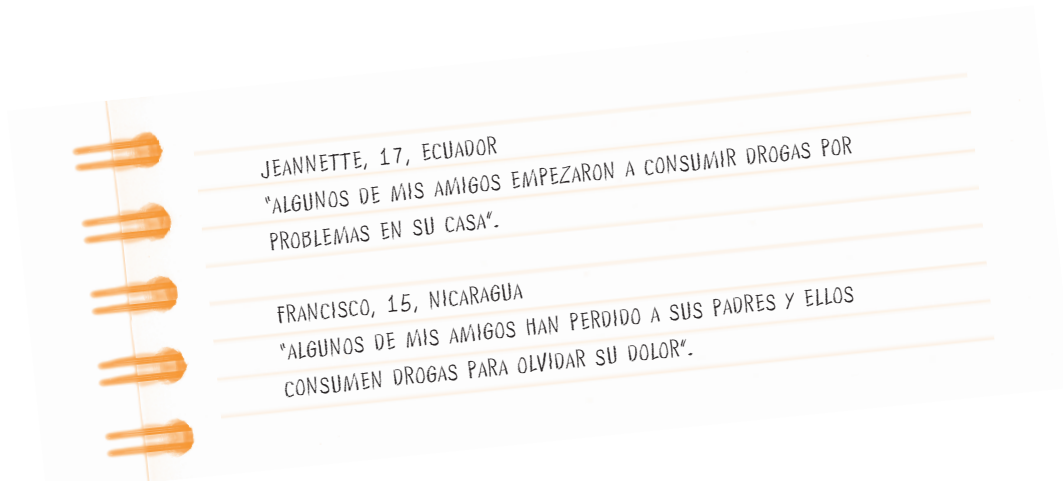 JEANNETTE, 17, ECUADOR
"ALGUNOS DE MIS AMIGOS EMPEZARON A CONSUMIR DROGAS POR
PROBLEMAS EN SU CASA".
FRANCISCO, 15, NICARAGUA
"ALGUNOS DE MIS AMIGOS HAN PERDIDO A SUS PADRES Y ELLOS
CONSUMEN DROGAS PARA OLVIDAR SU DOLOR".